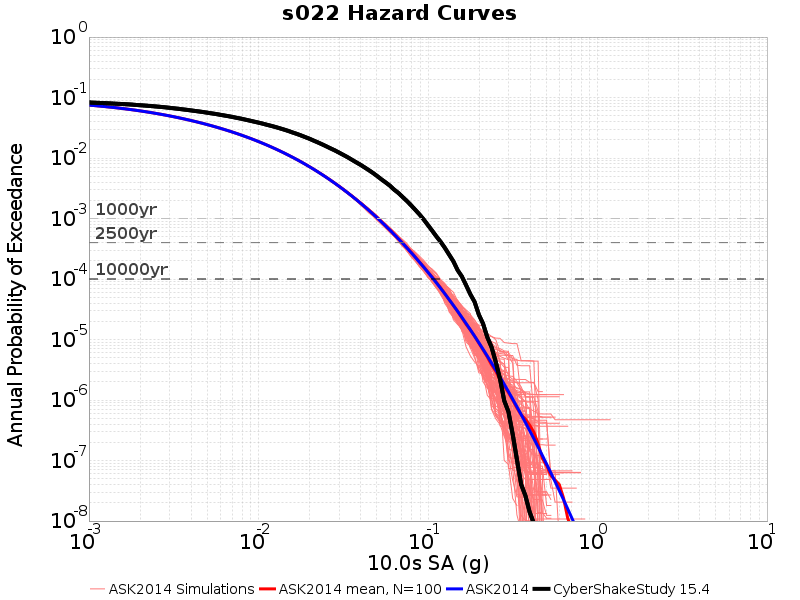 s022 Hazard Curves
Annual Probability of Exceedance
10^0
10^-1
10^-2
10^-3
10^-4
10^-5
10^-6
10^-7
10^-8
1000yr
2500yr
10000yr
10^-3 10^-2 10^-1 10^0 10^1
10.0s SA (g)
ASK2014 Simulations ASK2014 mean, N=100 ASK2014 CyberShakeStudy 15.4